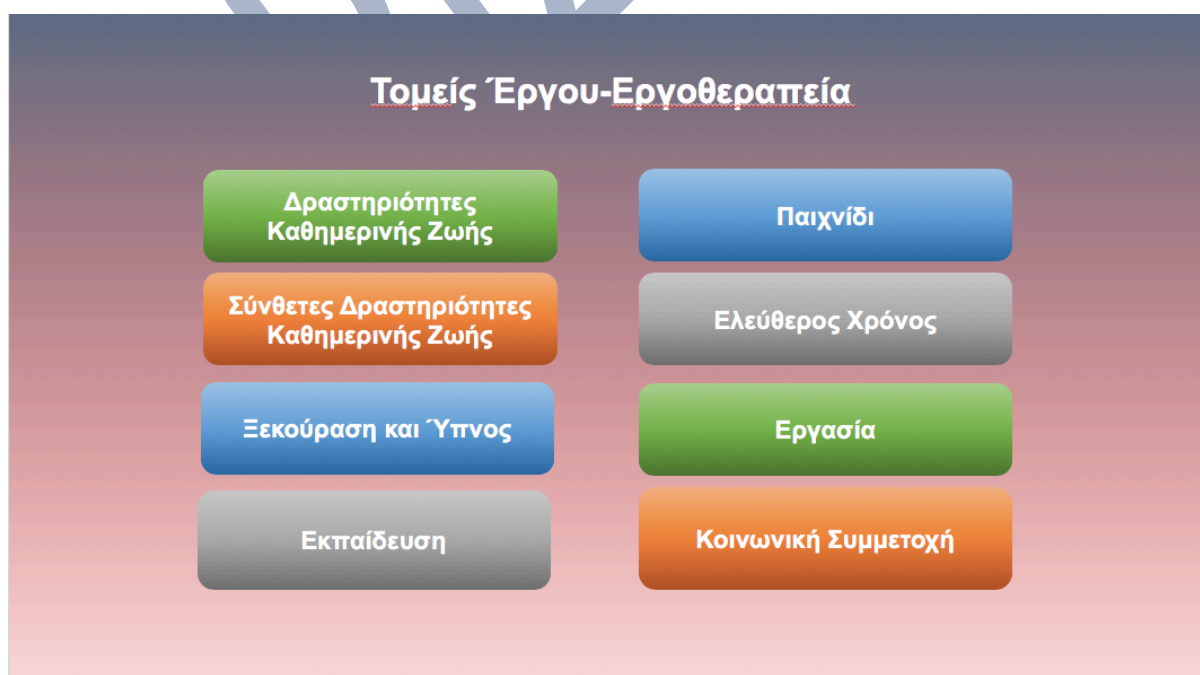 Τομείς Έργου-Εργοθεραπεία
Δραστηριότητες
Καθημερινής Ζωής
Σύνθετες Δραστηριότητες
Καθημερινής Ζωής
Ξεκούραση και Ύπνος
Εκπαίδευση
Παιχνίδι
Ελεύθερος Χρόνος
Εργασία
Κοινωνική Συμμετοχή